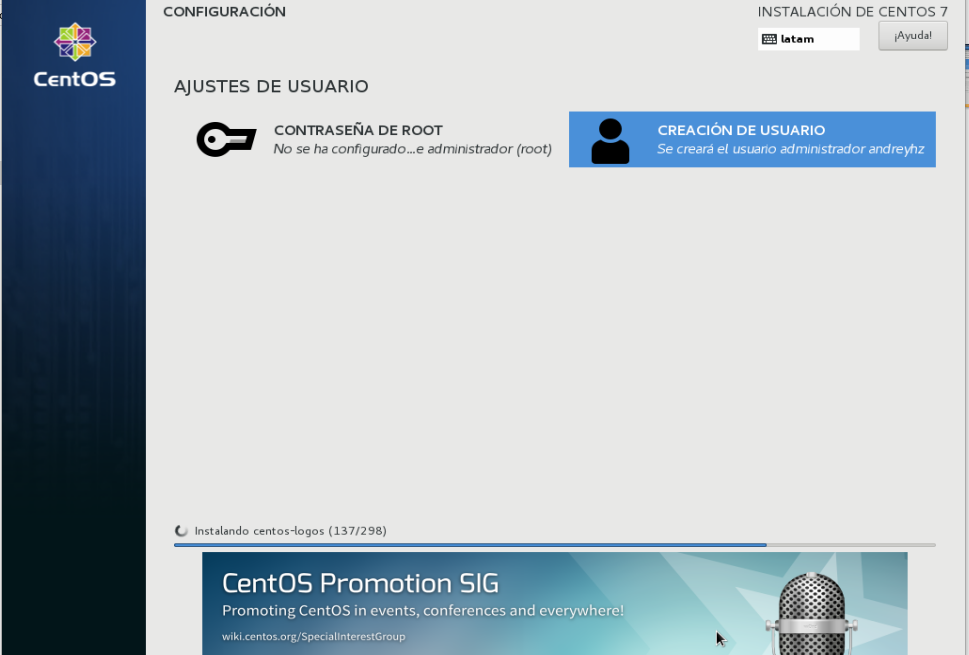 CONFIGURACIÓN
INSTALACIÓN DE CENTOS 7
latam
¡Ayuda!
CentOS
AJUSTES DE USUARIO
CONTRASEÑA DE ROOT
No se ha configurado...e administrador (root)
CREACIÓN DE USUARIO
Se creará el usuario administrador andreyhz
Instalando centos-logos (137/298)
CentOS Promotion SIG
Promoting CentOS in events, conferences and everywhere!
wiki.centos.org/SpecialInterestGroup